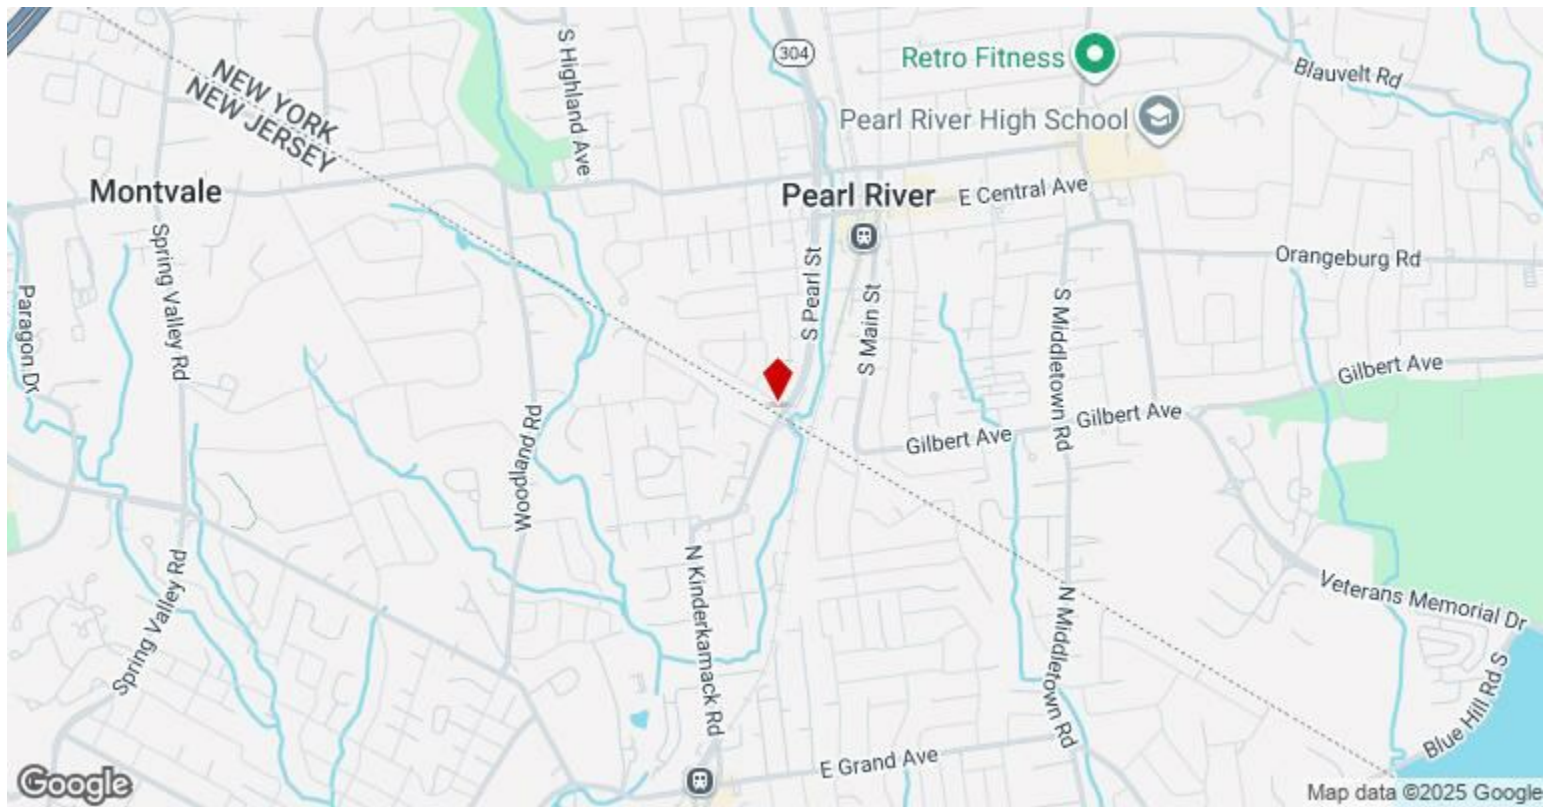 S Highland Ave
304
Retro Fitness
Blauvelt Rd
NEW YORK
NEW JERSEY
Pearl River High School
Montvale
Pearl River
E Central Ave
Spring Valley Rd
S Pearl St
Orangeburg Rd
Paragon Dr
S Main St
S Middletown Rd
Gilbert Ave
Woodland Rd
Gilbert Ave
Gilbert Ave
Spring Valley Rd
N Kinderkamack Rd
N Middletown Rd
Veterans Memorial Dr
Blue Hill Rd S
E Grand Ave
Google
Map data ©2025 Google